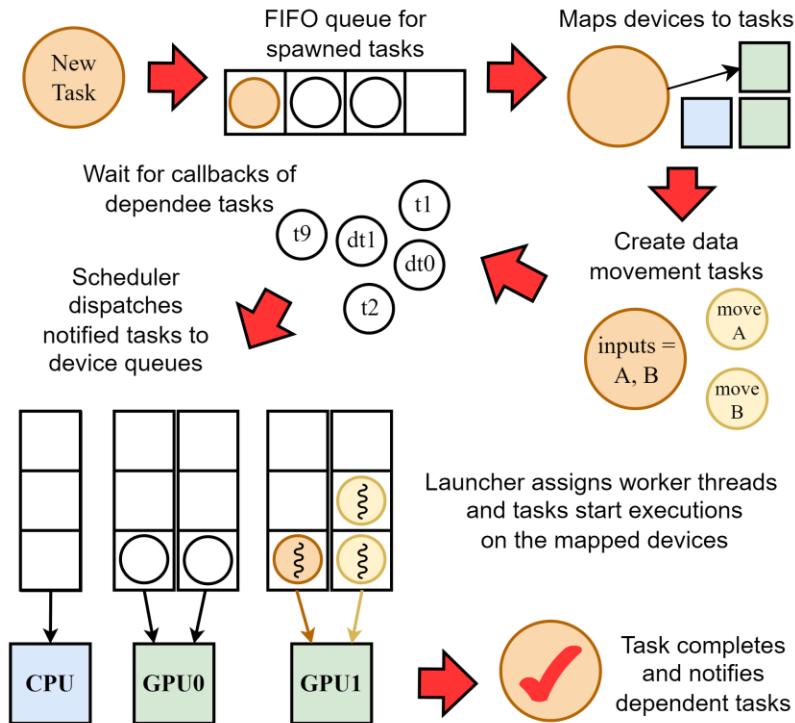 New
Task
FIFO queue for
spawned tasks
Maps devices to tasks
Wait for callbacks of
dependee tasks
t9
dt1
t1
dt0
t2
Create data
movement tasks
inputs =
A, B
move
A
move
B
Scheduler
dispatches
notified tasks to
device queues
Launcher assigns worker threads
and tasks start executions
on the mapped devices
CPU
GPU0
GPU1
Task completes
and notifies
dependent tasks